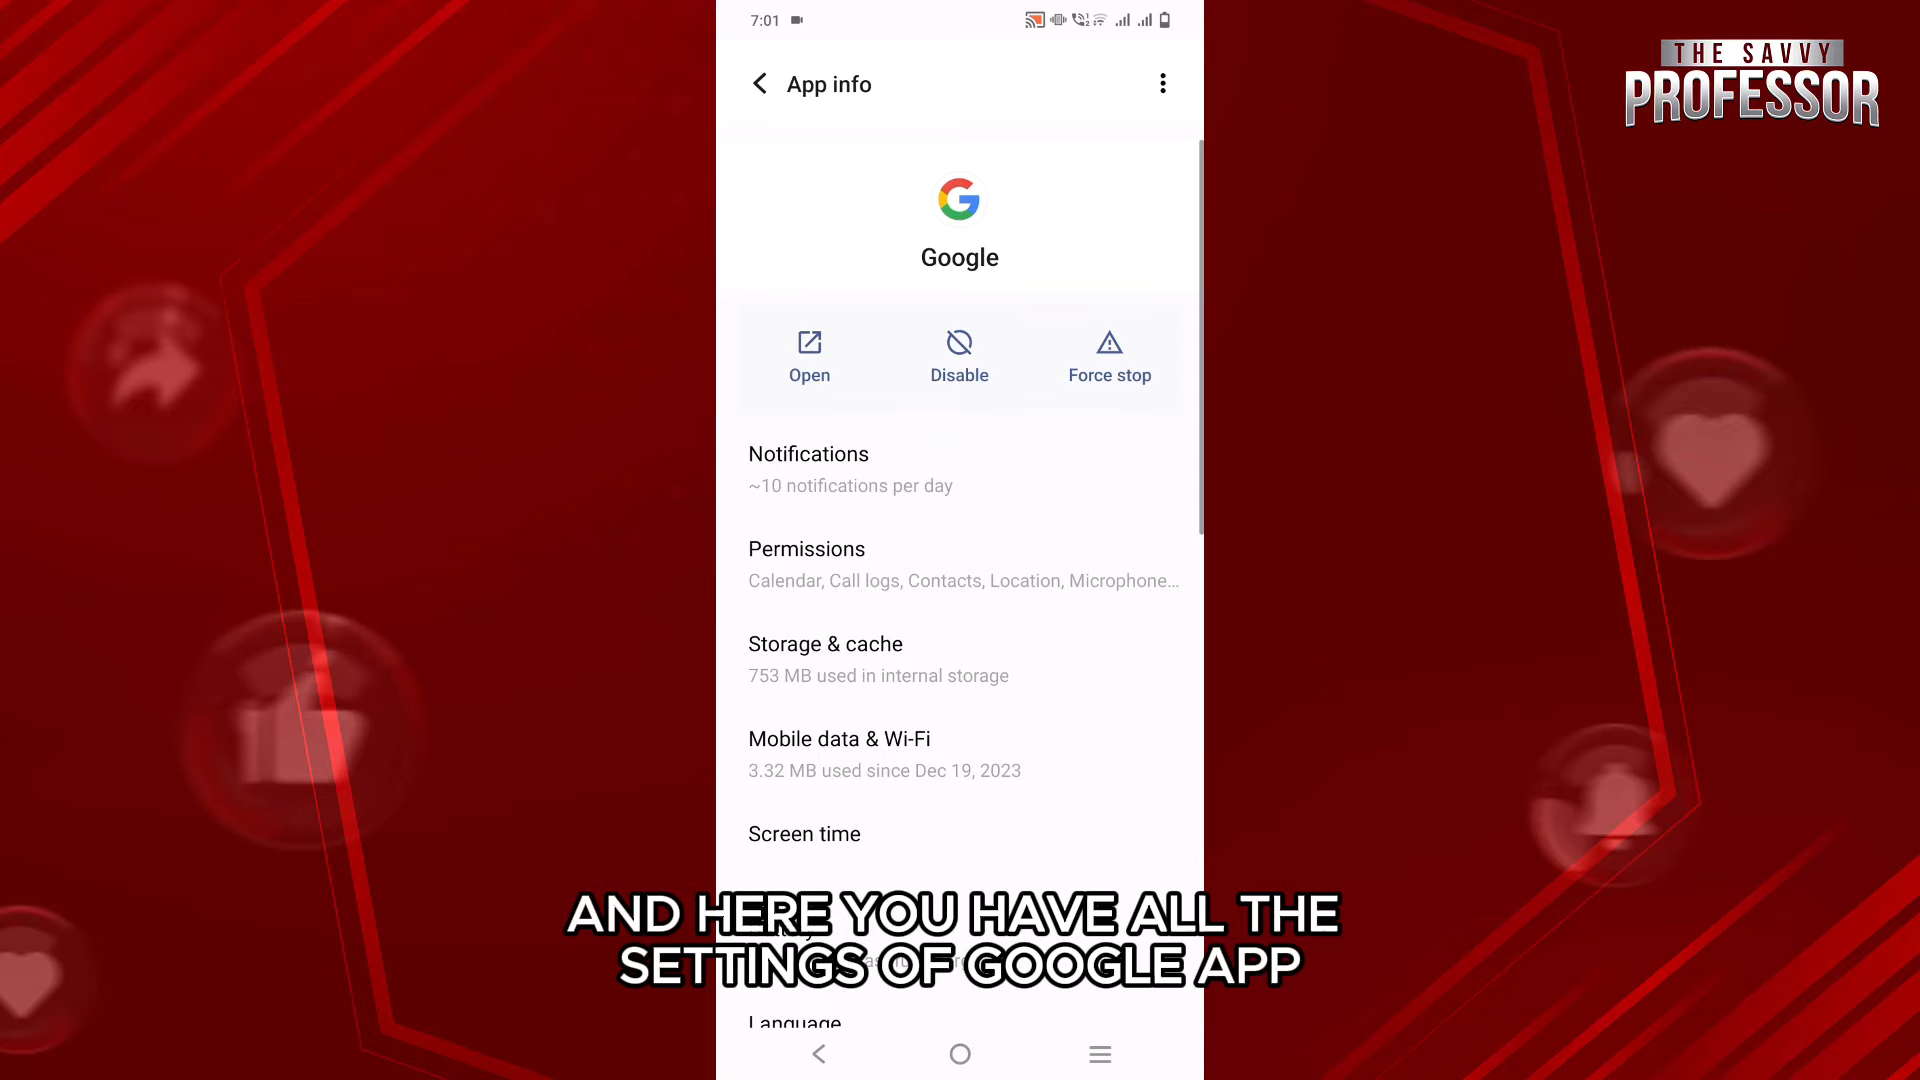 7:01
THE SAVVY
PROFESSOR
App info
Google
Open Disable Force stop
Notifications
~10 notifications per day
Permissions
Calendar, Call logs, Contacts, Location, Microphone...
Storage & cache
753 MB used in internal storage
Mobile data & Wi-Fi
3.32 MB used since Dec 19, 2023
Screen time
AND HERE YOU HAVE ALL THE
SETTINGS OF GOOGLE APP
Language